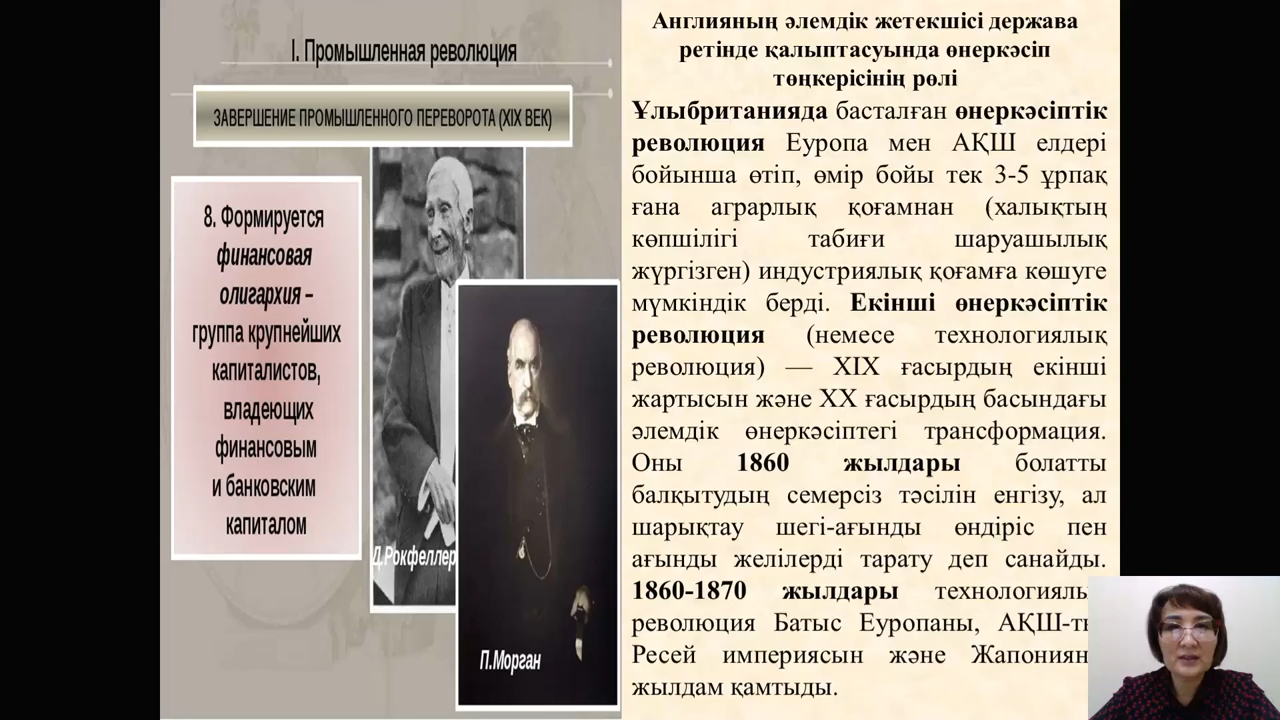 I. Промышленная революция
ЗАВЕРШЕНИЕ ПРОМЫШЛЕННОГО ПЕРЕВОРОТА (XIX ВЕК)
8. Формируется
финансовая
олигархия –
группа крупнейших
капиталистов,
владеющих
финансовым
и банковским
капиталом
Д.Рокфеллер
П.Морган
Англияның әлемдік жетекшісі держава
ретінде қалыптасуында өнеркәсіп
төңкерісінің рөлі
Ұлыбританияда басталған өнеркәсіптік
революция Еуропа мен АҚШ елдері
бойынша өтіп, өмір бойы тек 3-5 ұрпақ
ғана аграрлық қоғамнан (халықтың
көпшілігі табиғи шаруашылық
жүргізген) индустриялық қоғамға көшуге
мүмкіндік берді. Екінші өнеркәсіптік
революция (немесе технологиялық
революция) — XIX ғасырдың екінші
жартысын және XX ғасырдың басындағы
әлемдік өнеркәсіптегі трансформация.
Оны 1860 жылдары болатты
балқытудың семерсіз тәсілін енгізу, ал
шарықтау шегі-ағынды өндіріс пен
ағынды желілерді тарату деп санайды.
1860-1870 жылдары
революция Батыс Еуропаны,
Ресей империясын және
жылдам қамтыды.